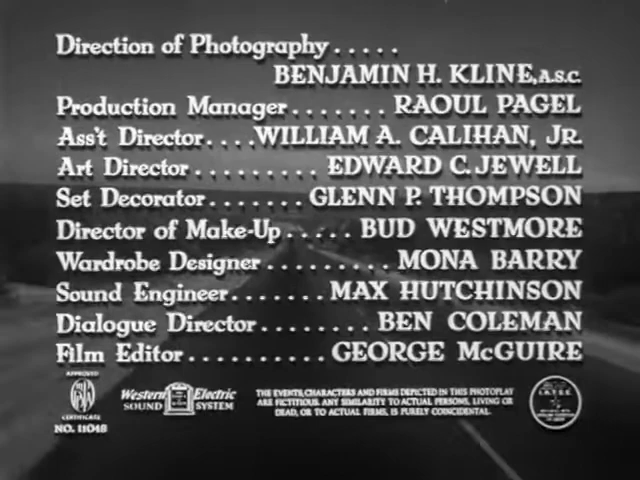 Direction of Photography.....
BENJAMIN H. KLINE, A.S.C.
Production Manager.......RAOUL PAGEL
Ass't Director....WILLIAM A. CALIHAN, JR.
Art Director.........EDWARD C. JEWELL
Set Decorator.......GLENN P. THOMPSON
Director of Make-Up.....BUD WESTMORE
Wardrobe Designer.........MONA BARRY
Sound Engineer.......MAX HUTCHINSON
Dialogue Director........BEN COLEMAN
Film Editor..........GEORGE McGUIRE
APPROVED
CERTIFICATE
NO. 11048
Western Electric
SOUND SYSTEM
THE EVENTS, CHARACTERS AND FIRMS DEPICTED IN THIS PHOTOPLAY
ARE FICTITIOUS. ANY SIMILARITY TO ACTUAL PERSONS, LIVING OR
DEAD, OR TO ACTUAL FIRMS, IS PURELY COINCIDENTAL.
I.A.T.S.E.